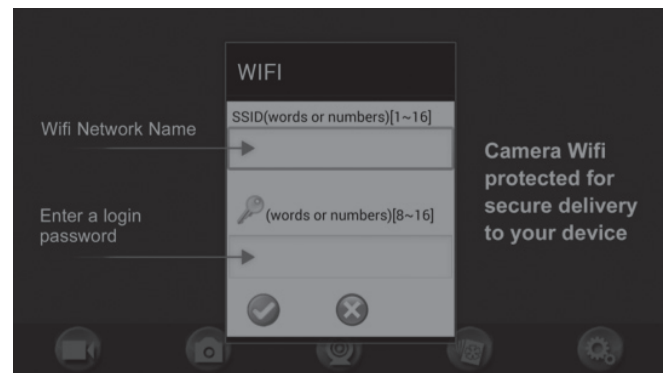 WIFI
SSID(words or numbers)[1~16]
Wifi Network Name
(words or numbers)[8~16]
Enter a login
password
Camera Wifi
protected for
secure delivery
to your device